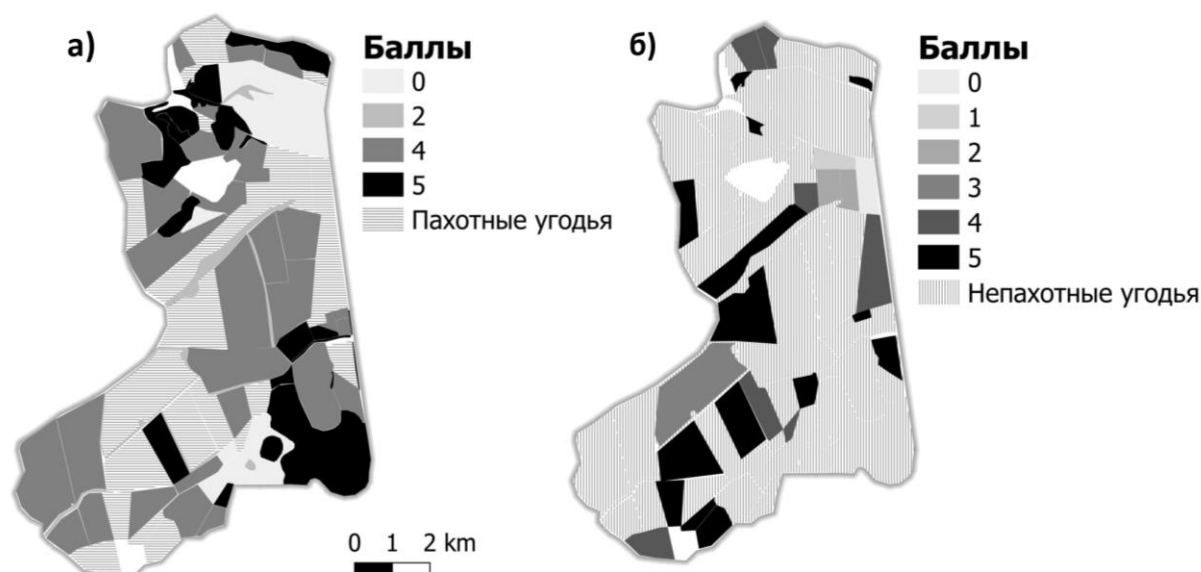 а)
Баллы
0
2
4
5
Пахотные угодья
0 1 2 km
б)
Баллы
0
1
2
3
4
5
Непахотные угодья